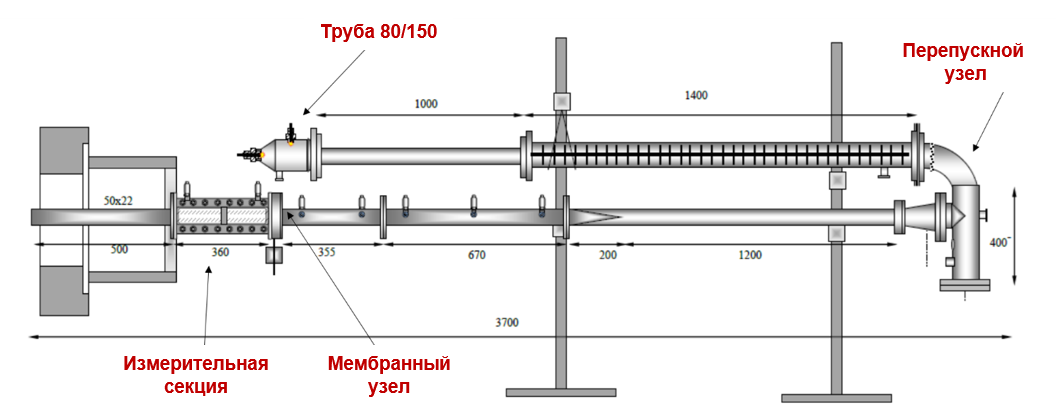 Труба 80/150
Перепускной
узел
1000
1400
50x22
500
360
355
670
200
1200
400
3700
Измерительная
секция
Мембранный
узел